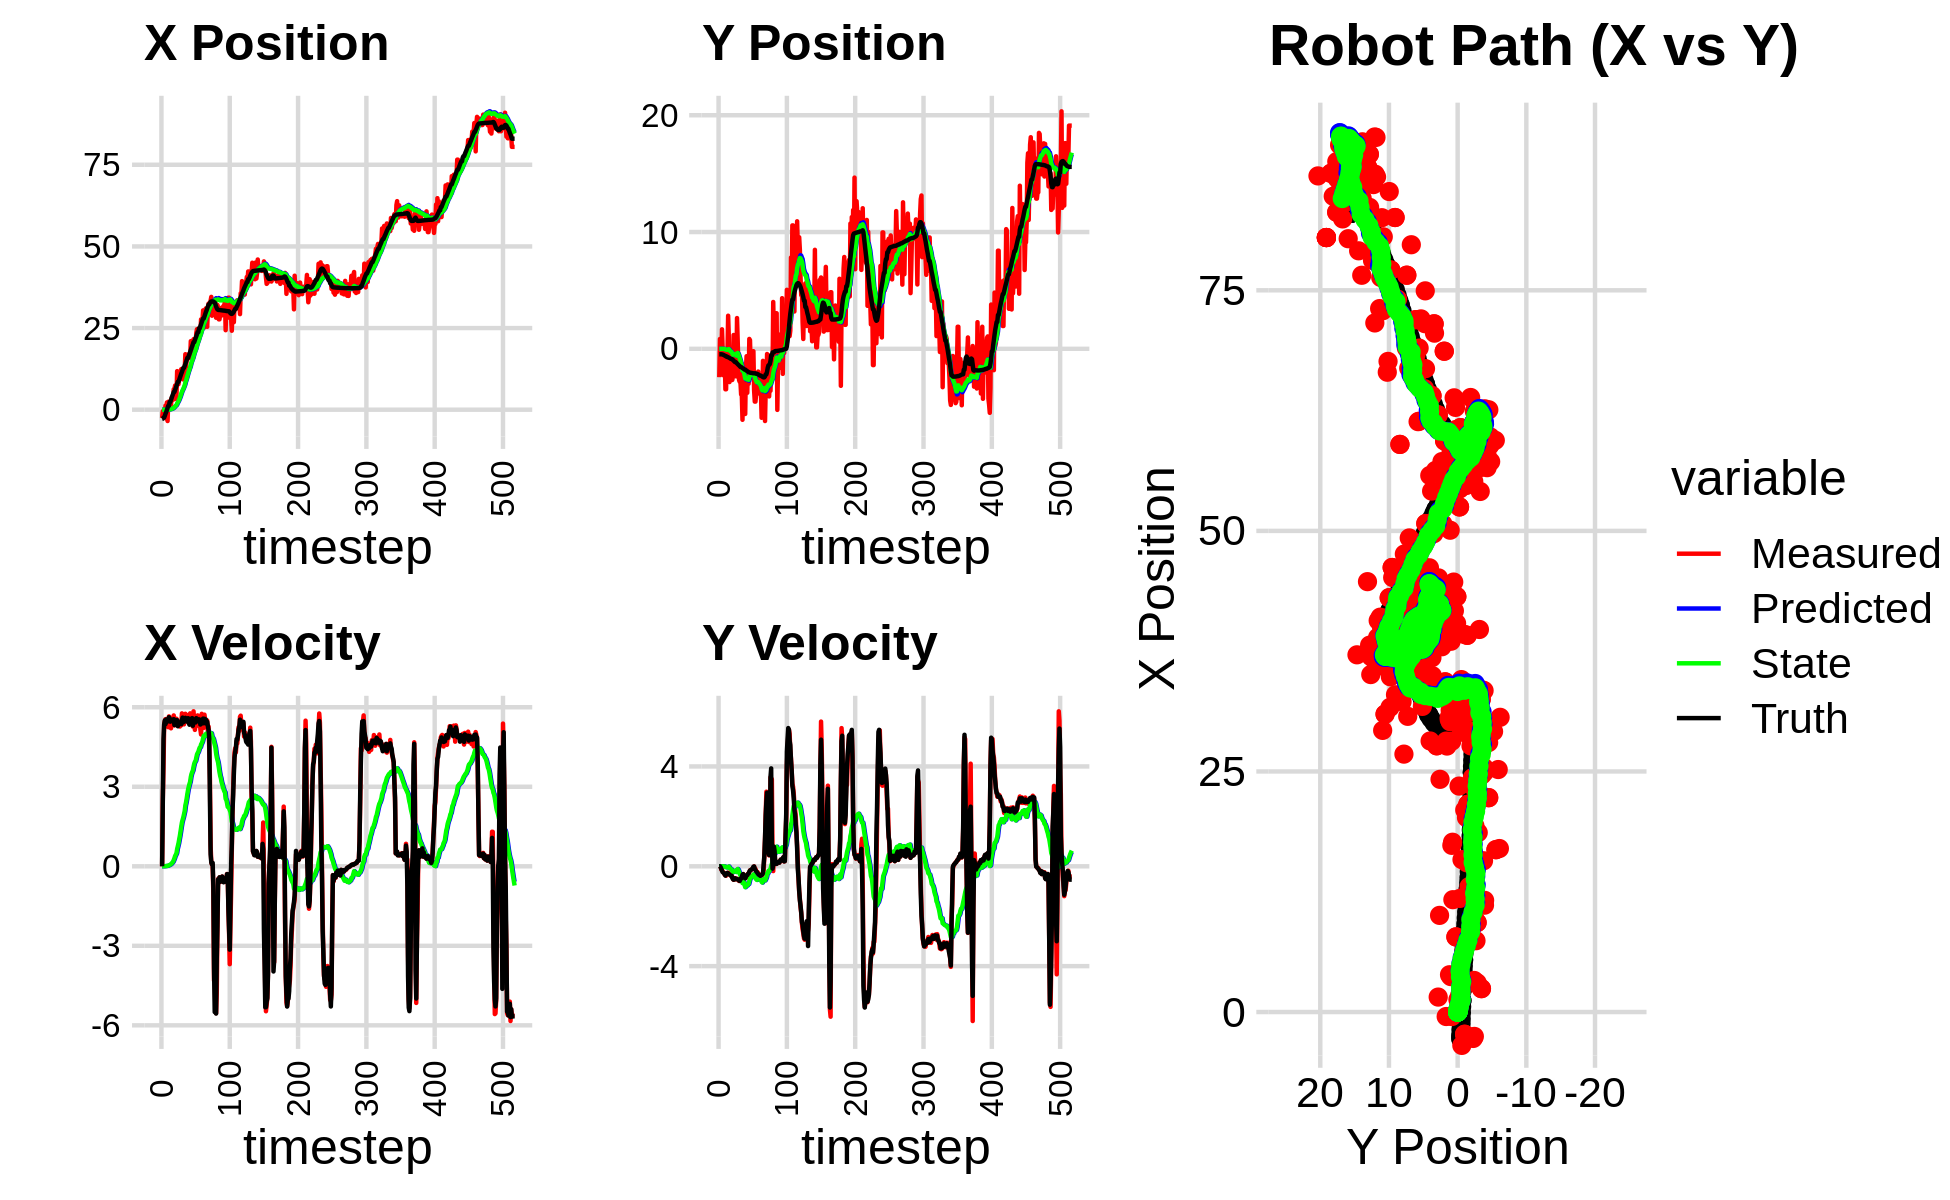 X Position
75
50
25
0
0
100
200
300
400
500
timestep
Y Position
20
10
0
0
100
200
300
400
500
timestep
X Velocity
6
3
0
-3
-6
0
100
200
300
400
500
timestep
Y Velocity
4
0
-4
0
100
200
300
400
500
timestep
Robot Path (X vs Y)
X Position
75
50
25
0
20 10 0 -10 -20
Y Position
variable
Measured
Predicted
State
Truth